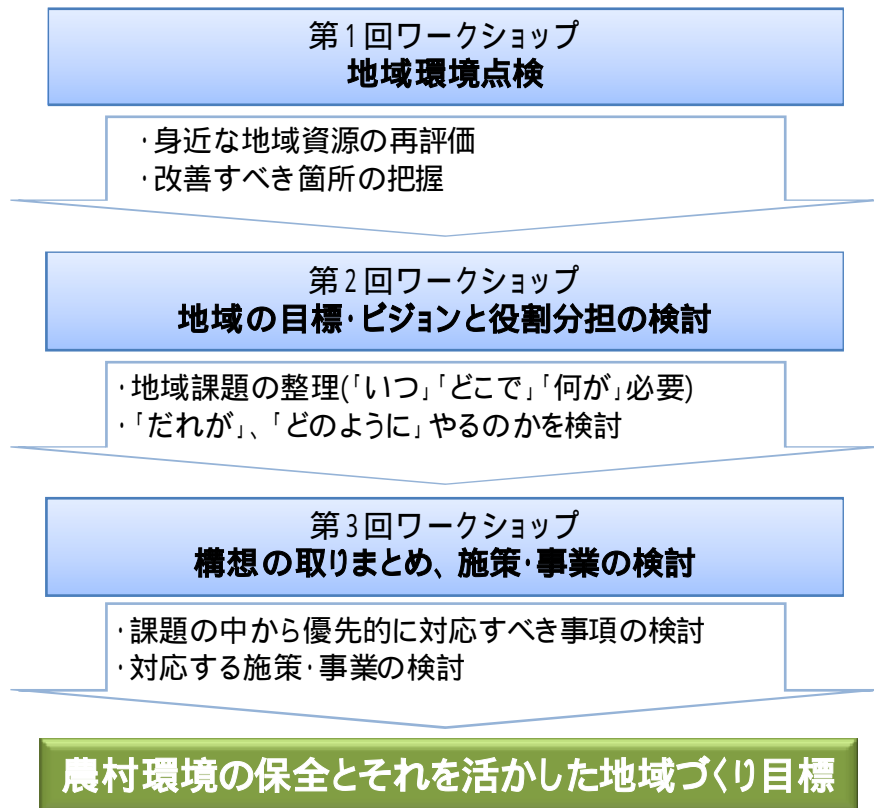 第1回ワークショップ
地域環境点検
・身近な地域資源の再評価
・改善すべき箇所の把握
第2回ワークショップ
地域の目標・ビジョンと役割分担の検討
・地域課題の整理(「いつ」「どこで」「何が」必要)
・「だれが」、「どのように」やるのかを検討
第3回ワークショップ
構想の取りまとめ、施策・事業の検討
・課題の中から優先的に対応すべき事項の検討
・対応する施策・事業の検討
農村環境の保全とそれを活かした地域づくり目標